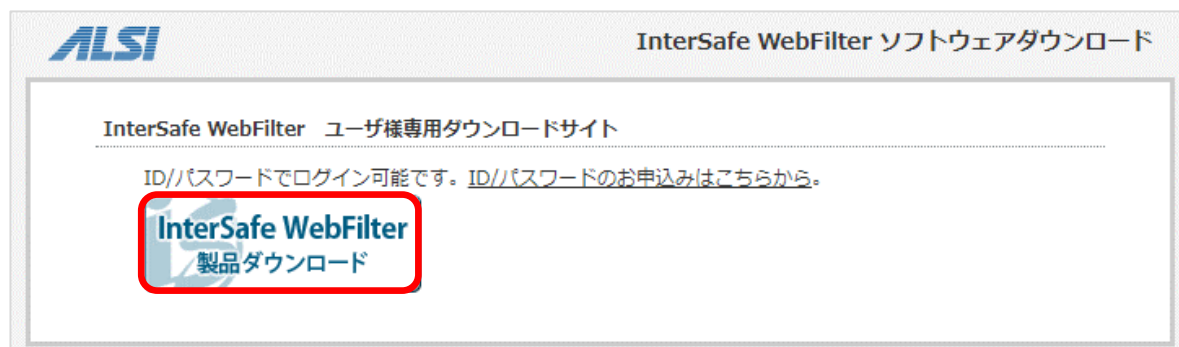 ALSI
InterSafe WebFilter ソフトウェアダウンロード
InterSafe WebFilter　ユーザ様専用ダウンロードサイト
ID/パスワードでログイン可能です。ID/パスワードのお申込みはこちらから。
InterSafe WebFilter
製品ダウンロード